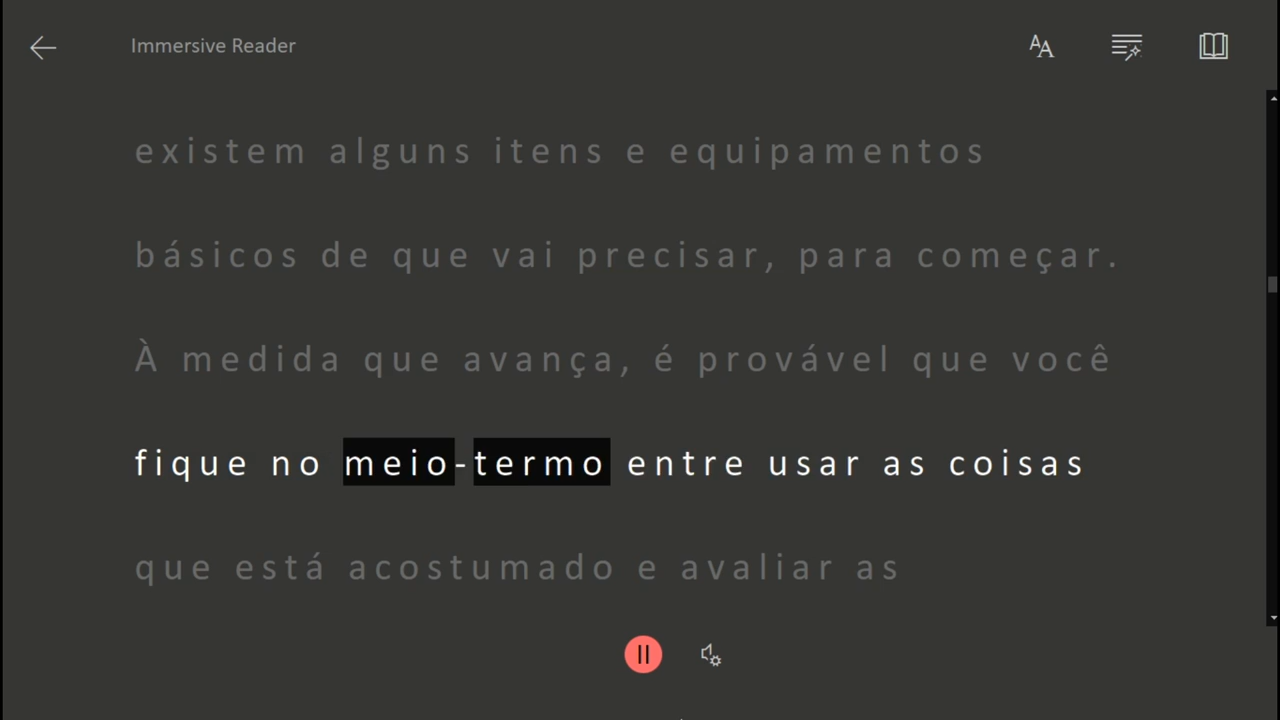 Immersive Reader
existem alguns itens e equipamentos
básicos de que vai precisar, para começar.
À medida que avança, é provável que você
fique no meio-termo entre usar as coisas
que está acostumado e avaliar as